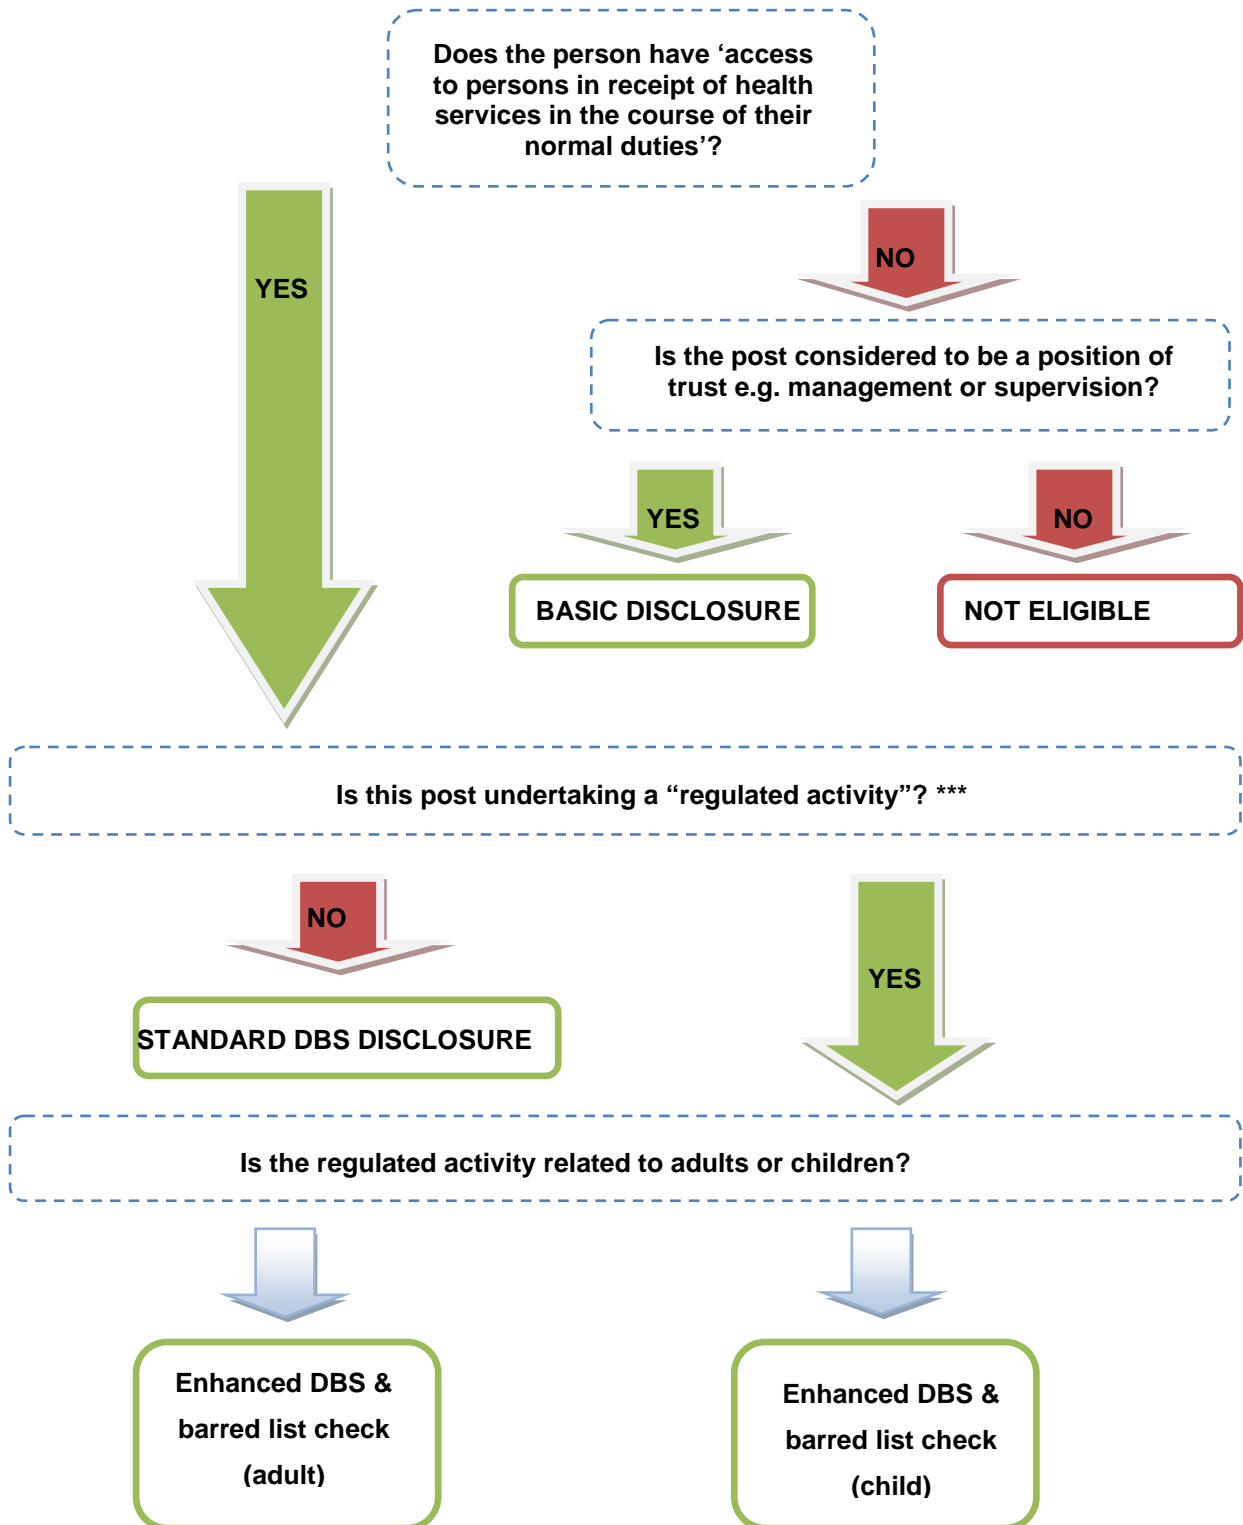 Does the person have ‘access
to persons in receipt of health
services in the course of their
normal duties’?
YES
NO
Is the post considered to be a position of
trust e.g. management or supervision?
YES
NO
BASIC DISCLOSURE
NOT ELIGIBLE
Is this post undertaking a “regulated activity”? ***
NO
YES
STANDARD DBS DISCLOSURE
Is the regulated activity related to adults or children?
Enhanced DBS &
barred list check
(adult)
Enhanced DBS &
barred list check
(child)